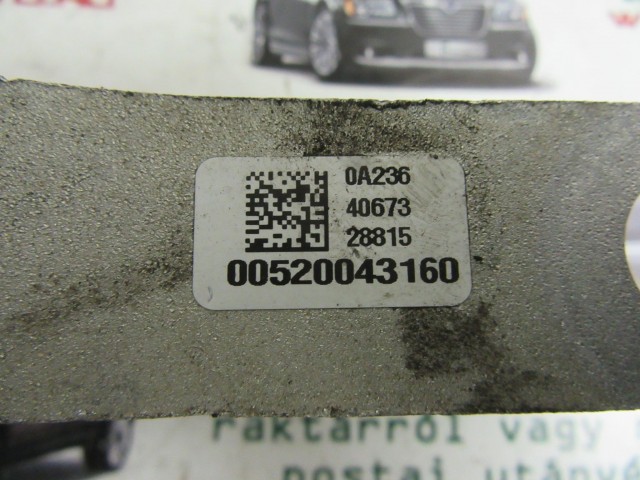 0A236
40673
28815
00520043160
raktárról vagy
postai utánvé